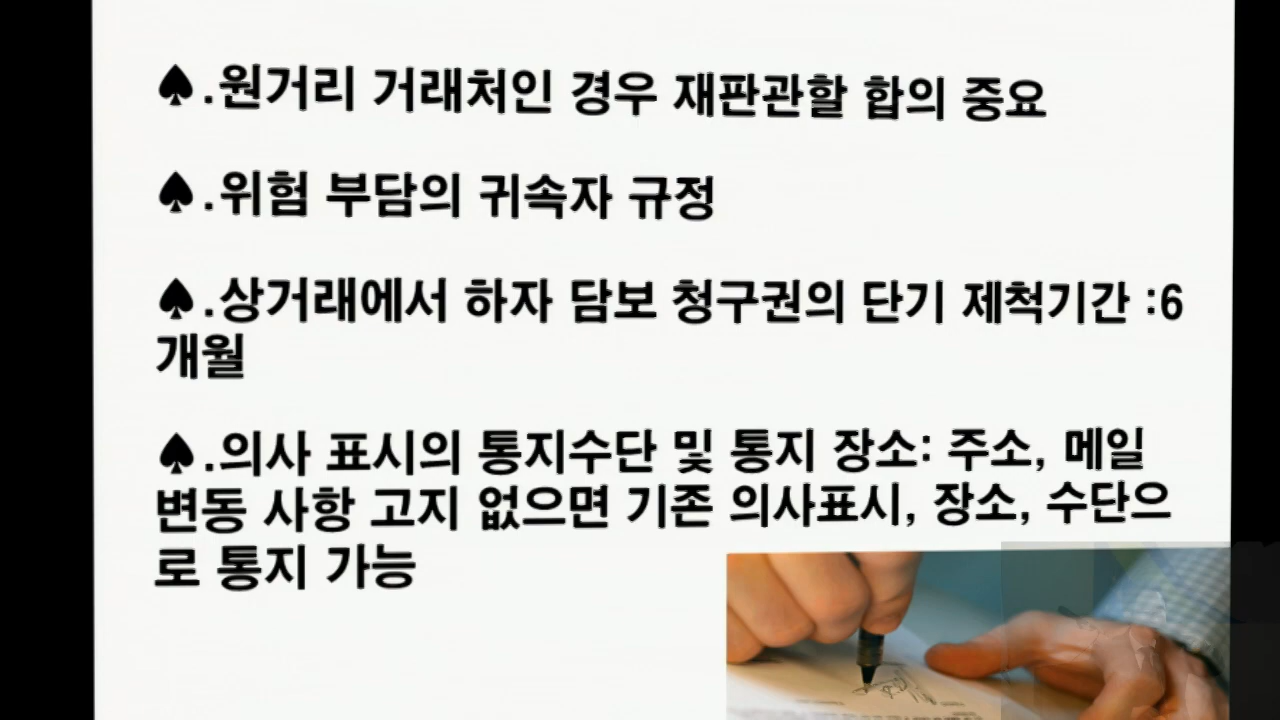 ♠.원거리 거래처인 경우 재판관할 합의 중요
♠.위험 부담의 귀속자 규정
♠.상거래에서 하자 담보 청구권의 단기 제척기간 :6
개월
♠.의사 표시의 통지수단 및 통지 장소: 주소, 메일
변동 사항 고지 없으면 기존 의사표시, 장소, 수단으
로 통지 가능